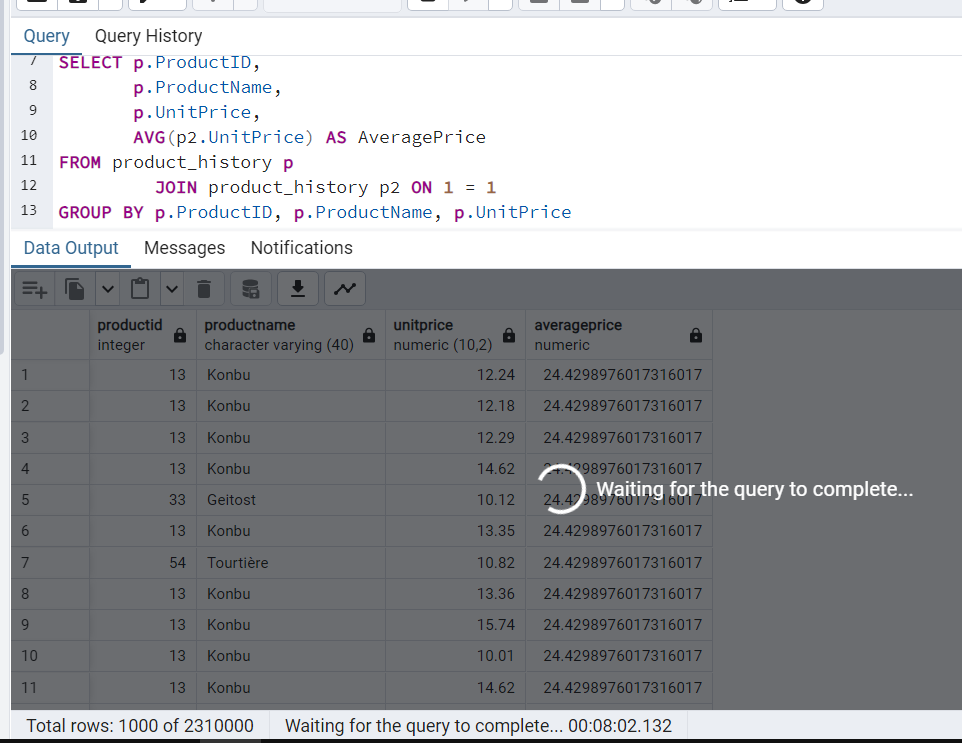 Query Query History
7 SELECT p.ProductID,
8 p.ProductName,
9 p.UnitPrice,
10 AVG(p2.UnitPrice) AS AveragePrice
11 FROM product_history p
12 JOIN product_history p2 ON 1 = 1
13 GROUP BY p.ProductID, p.ProductName, p.UnitPrice
Data Output Messages Notifications
productid productname unitprice averageprice
integer character varying (40) numeric (10,2) numeric
1 13 Konbu 12.24 24.4298976017316017
2 13 Konbu 12.18 24.4298976017316017
3 13 Konbu 12.29 24.4298976017316017
4 13 Konbu 14.62 24.4298976017316017
Waiting for the query to complete...
5 33 Geitost 10.12 24.4298976017316017
6 13 Konbu 13.35 24.4298976017316017
7 54 Tourtière 10.82 24.4298976017316017
8 13 Konbu 13.36 24.4298976017316017
9 13 Konbu 15.74 24.4298976017316017
10 13 Konbu 10.01 24.4298976017316017
11 13 Konbu 14.62 24.4298976017316017
Total rows: 1000 of 2310000 Waiting for the query to complete... 00:08:02.132